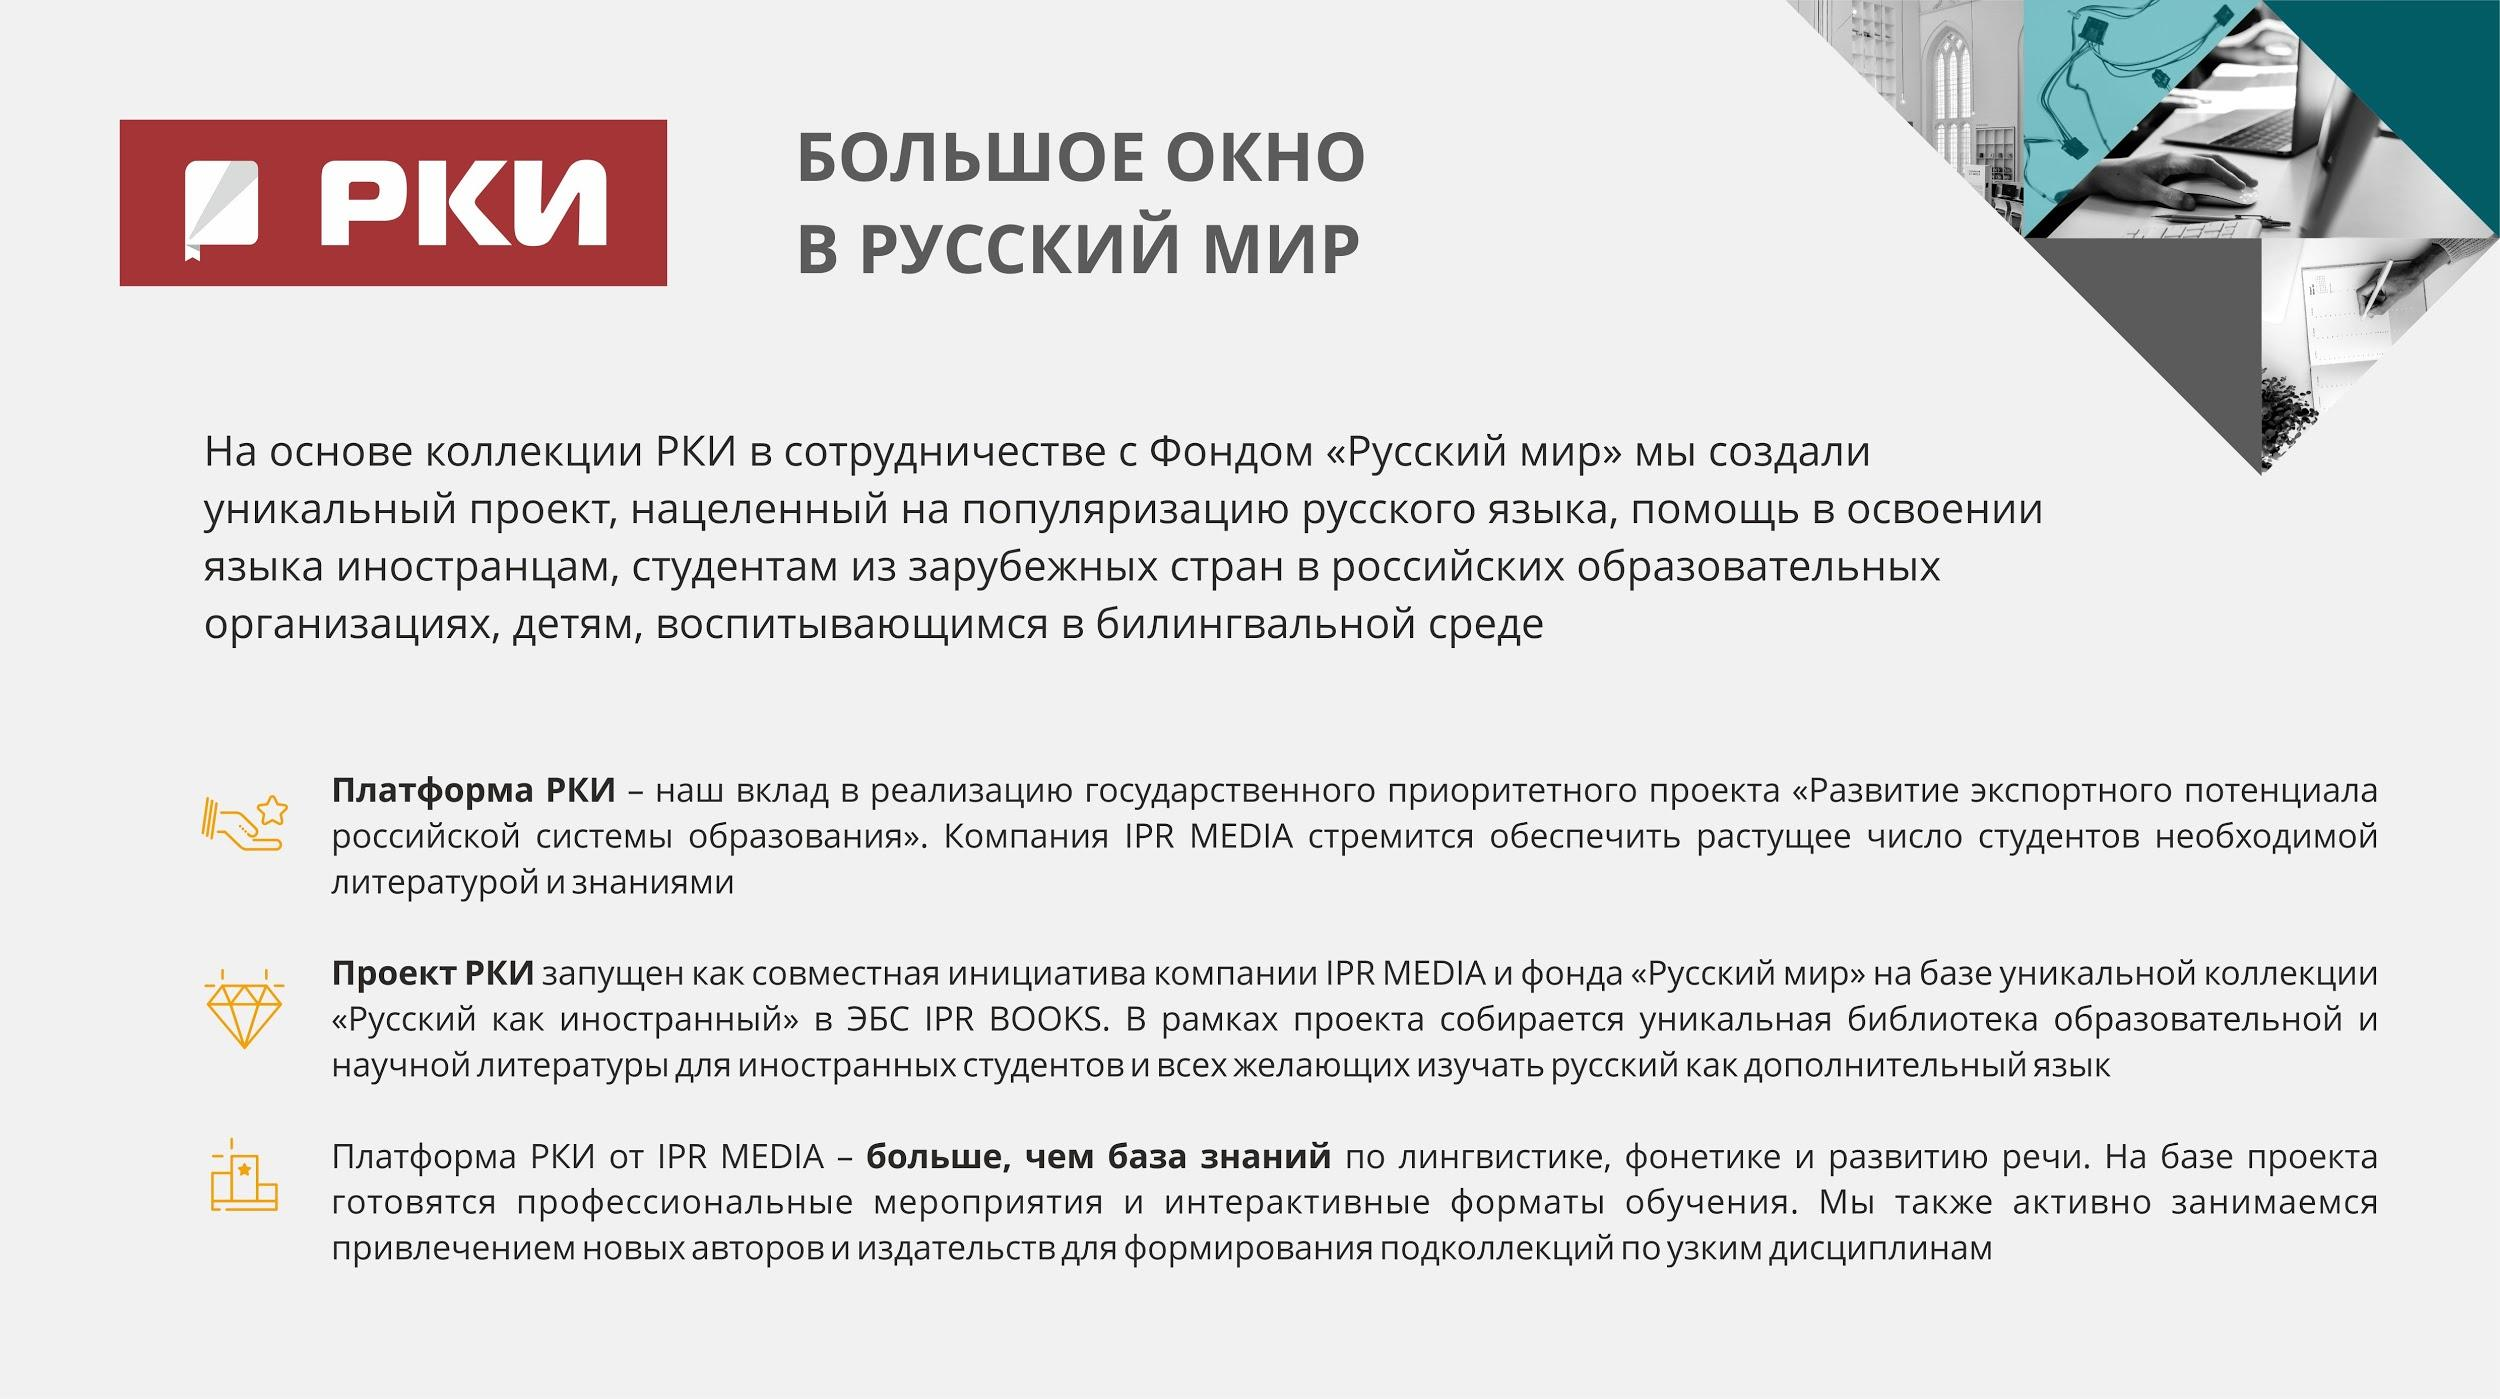 РКИ
БОЛЬШОЕ ОКНО
В РУССКИЙ МИР
На основе коллекции РКИ в сотрудничестве с Фондом «Русский мир» мы создали
уникальный проект, нацеленный на популяризацию русского языка, помощь в освоении
языка иностранцам, студентам из зарубежных стран в российских образовательных
организациях, детям, воспитывающимся в билингвальной среде
Платформа РКИ – наш вклад в реализацию государственного приоритетного проекта «Развитие экспортного потенциала
российской системы образования». Компания IPR MEDIA стремится обеспечить растущее число студентов необходимой
литературой и знаниями
Проект РКИ запущен как совместная инициатива компании IPR MEDIA и фонда «Русский мир» на базе уникальной коллекции
«Русский как иностранный» в ЭБС IPR BOOKS. В рамках проекта собирается уникальная библиотека образовательной и
научной литературы для иностранных студентов и всех желающих изучать русский как дополнительный язык
Платформа РКИ от IPR MEDIA – больше, чем база знаний по лингвистике, фонетике и развитию речи. На базе проекта
готовятся профессиональные мероприятия и интерактивные форматы обучения. Мы также активно занимаемся
привлечением новых авторов и издательств для формирования подколлекций по узким дисциплинам